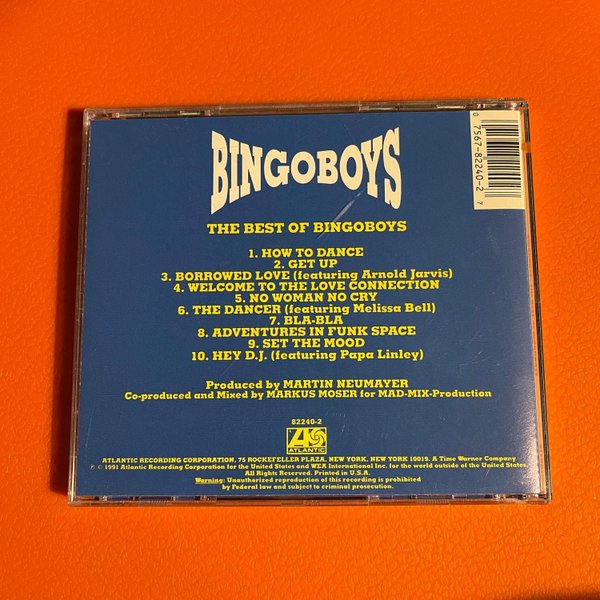 BINGOBOYS
THE BEST OF BINGOBOYS
1. HOW TO DANCE
2. GET UP
3. BORROWED LOVE (featuring Arnold Jarvis)
4. WELCOME TO THE LOVE CONNECTION
5. NO WOMAN NO CRY
6. THE DANCER (featuring Melissa Bell)
7. BLA-BLA
8. ADVENTURES IN FUNK SPACE
9. SET THE MOOD
10. HEY D.J. (featuring Papa Linley)
Produced by MARTIN NEUMAYER
Co-produced and Mixed by MARKUS MOSER for MAD-MIX-Production
82240-2
ATLANTIC
ATLANTIC RECORDING CORPORATION, 75 ROCKEFELLER PLAZA, NEW YORK, NEW YORK 10019. A Time Warner Company
℗ © 1991 Atlantic Recording Corporation for the United States and WEA International Inc. for the world outside of the United States.
All Rights Reserved. Printed in U.S.A.
Warning: Unauthorized reproduction of this recording is prohibited
by Federal law and subject to criminal prosecution.
0 7567-82240-2 7